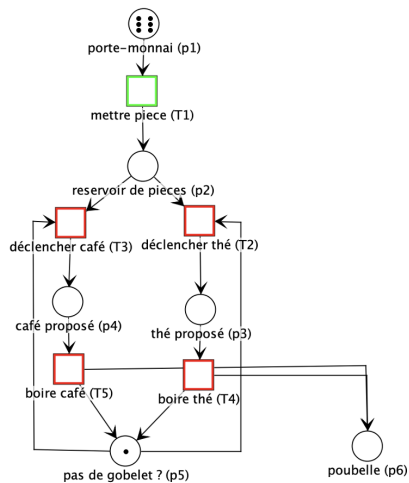 porte-monnai (p1)
mettre piece (T1)
reservoir de pieces (p2)
déclencher café (T3)
déclencher thé (T2)
café proposé (p4)
thé proposé (p3)
boire café (T5)
boire thé (T4)
pas de gobelet ? (p5)
poubelle (p6)